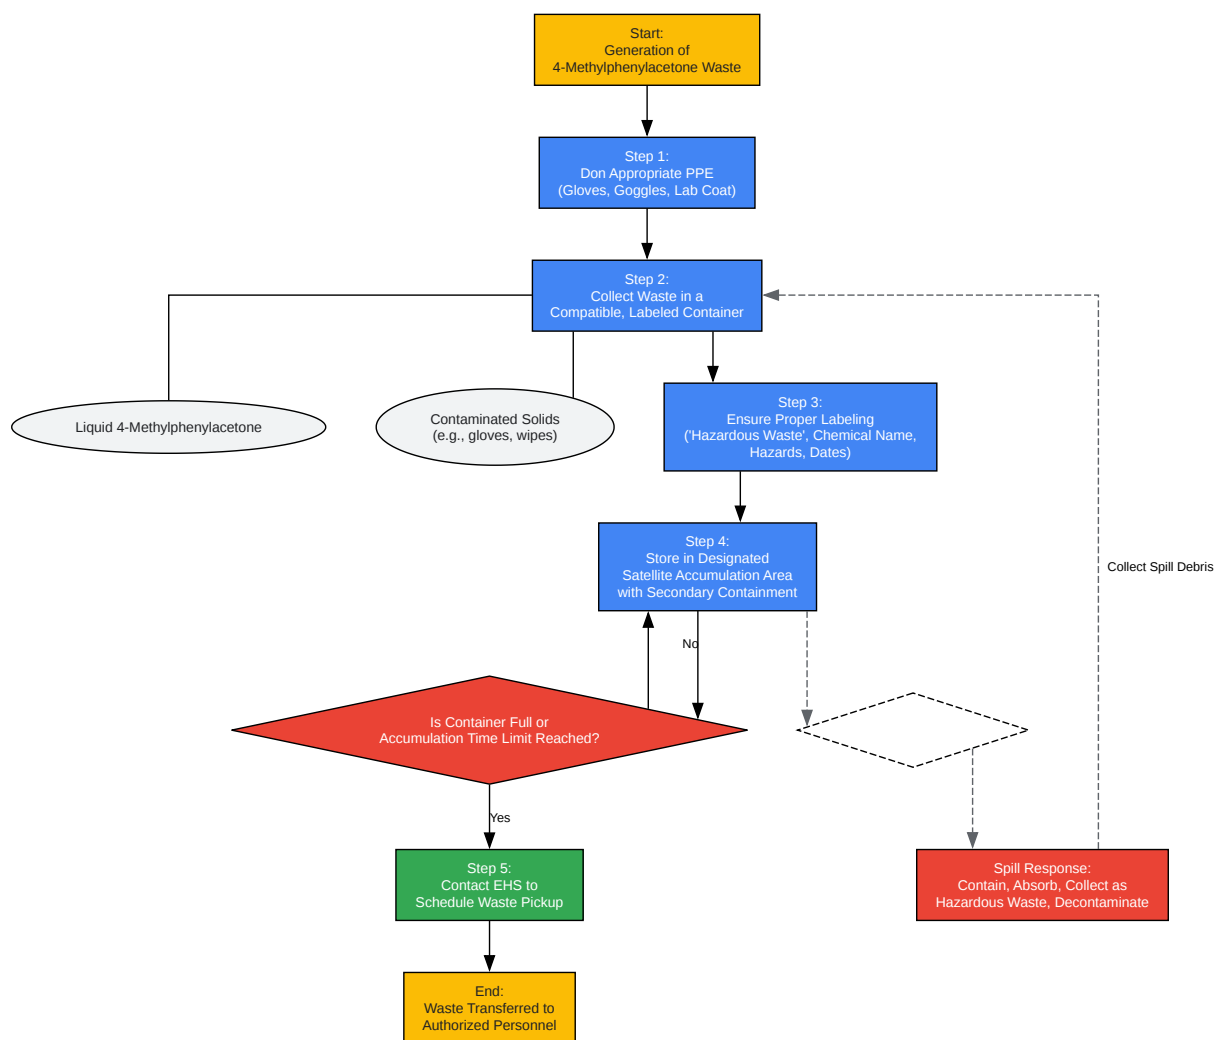 Start:
Generation of
4-Methylphenylacetone Waste
Step 1:
Don Appropriate PPE
(Gloves, Goggles, Lab Coat)
Step 2:
Collect Waste in a
Compatible, Labeled Container
Liquid 4-Methylphenylacetone
Contaminated Solids
(e.g., gloves, wipes)
Step 3:
Ensure Proper Labeling
('Hazardous Waste', Chemical Name,
Hazards, Dates)
Step 4:
Store in Designated
Satellite Accumulation Area
with Secondary Containment
Collect Spill Debris
No
Is Container Full or
Accumulation Time Limit Reached?
Yes
Step 5:
Contact EHS to
Schedule Waste Pickup
Spill Response:
Contain, Absorb, Collect as
Hazardous Waste, Decontaminate
End:
Waste Transferred to
Authorized Personnel